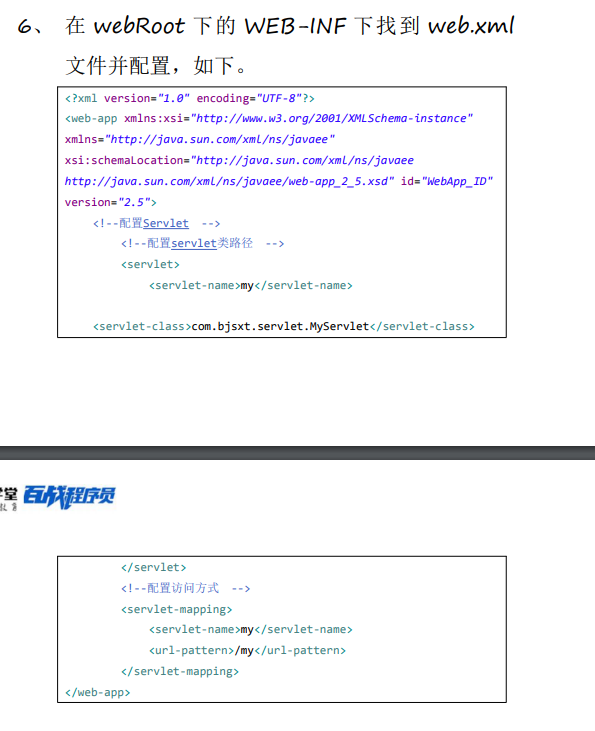 6、 在 webRoot 下的 WEB-INF 下找到 web.xml
文件并配置，如下。
<?xml version="1.0" encoding="UTF-8"?>
<web-app xmlns:xsi="http://www.w3.org/2001/XMLSchema-instance"
xmlns="http://java.sun.com/xml/ns/javaee"
xsi:schemaLocation="http://java.sun.com/xml/ns/javaee
http://java.sun.com/xml/ns/javaee/web-app_2_5.xsd" id="WebApp_ID"
version="2.5">
<!--配置Servlet -->
<!--配置servlet类路径 -->
<servlet>
<servlet-name>my</servlet-name>
<servlet-class>com.bjsxt.servlet.MyServlet</servlet-class>
学堂 百战程序员
</servlet>
<!--配置访问方式 -->
<servlet-mapping>
<servlet-name>my</servlet-name>
<url-pattern>/my</url-pattern>
</servlet-mapping>
</web-app>